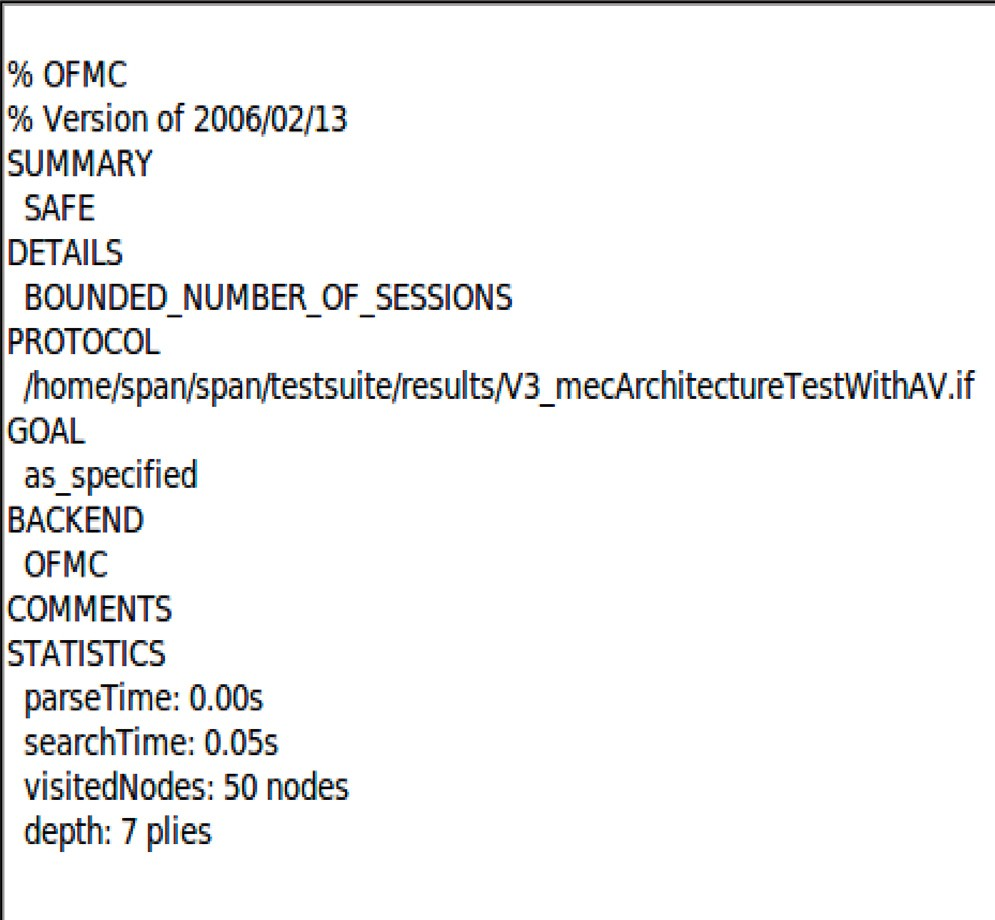 % OFMC
% Version of 2006/02/13
SUMMARY
SAFE
DETAILS
BOUNDED_NUMBER_OF_SESSIONS
PROTOCOL
/home/span/span/testsuite/results/V3_mecArchitectureTestWithAV.if
GOAL
as_specified
BACKEND
OFMC
COMMENTS
STATISTICS
parseTime: 0.00s
searchTime: 0.05s
visitedNodes: 50 nodes
depth: 7 plies